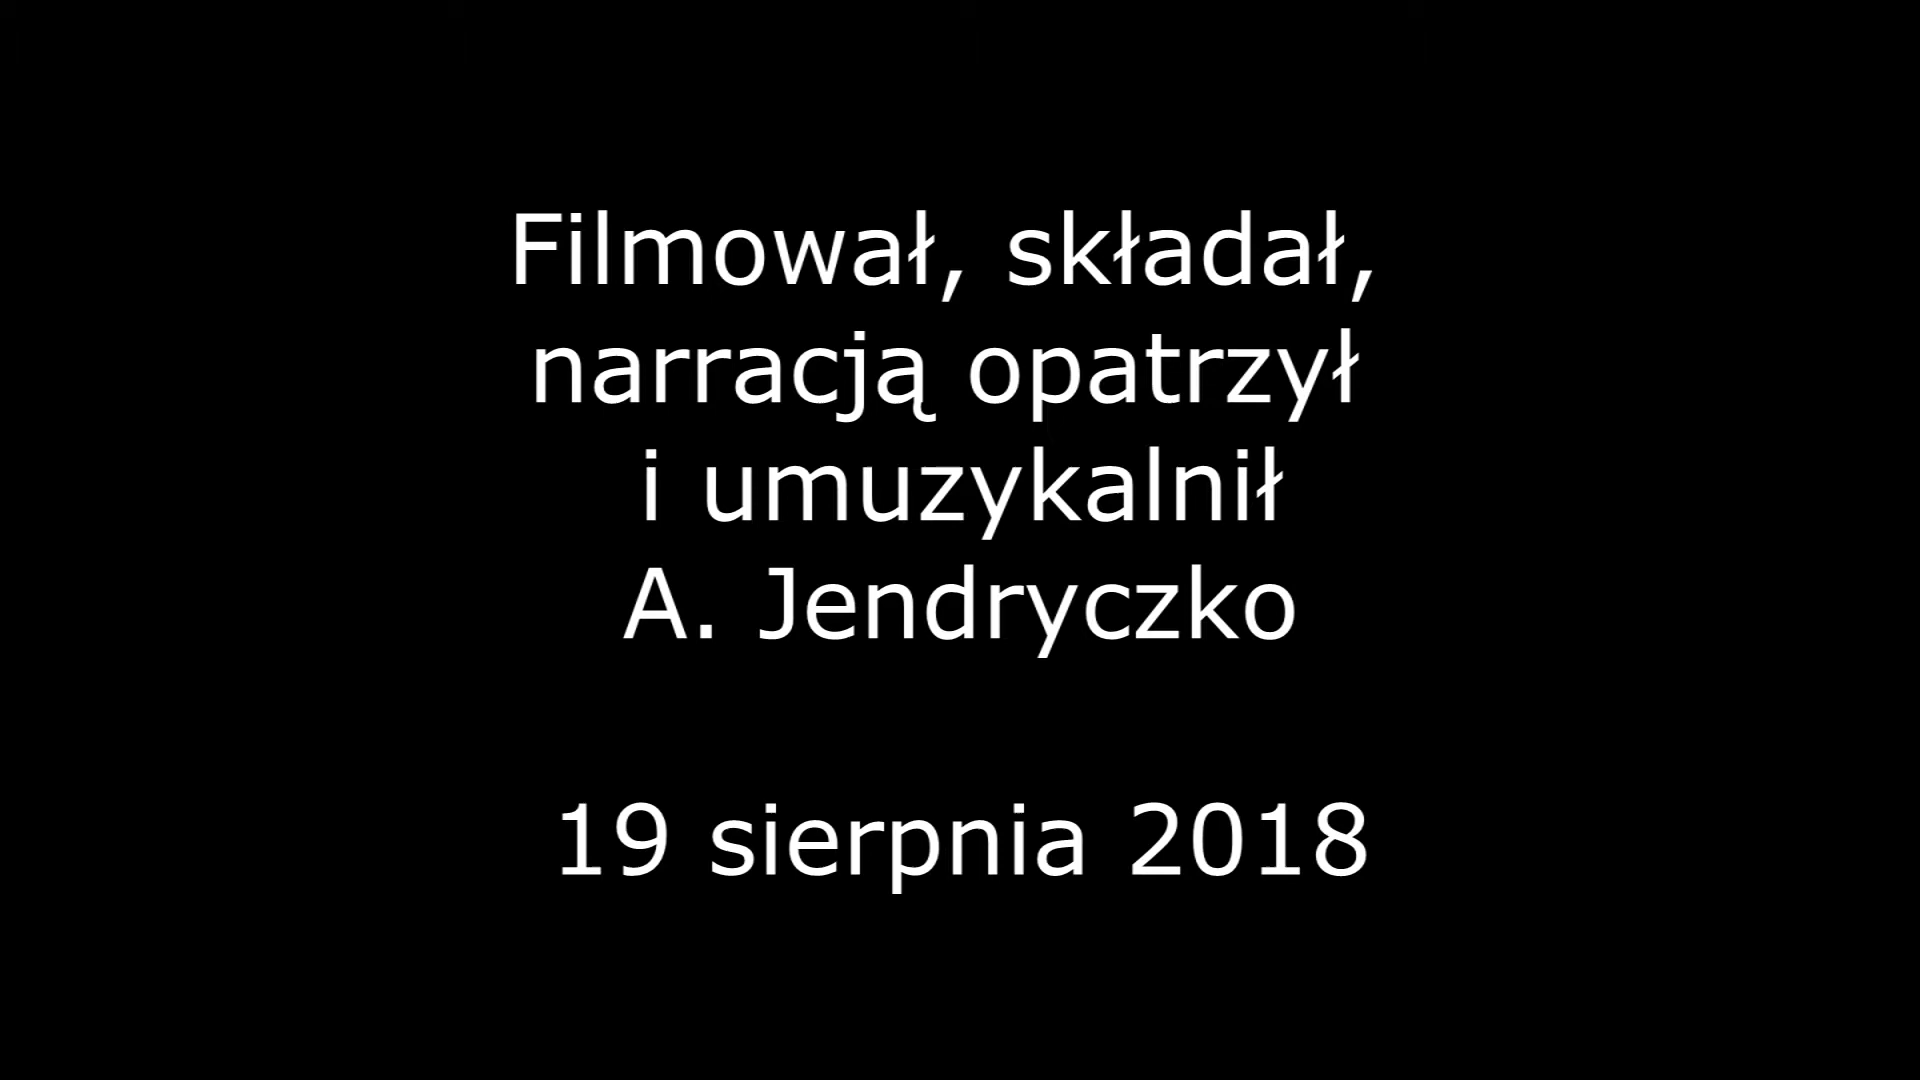 Filmował, składał,
narracją opatrzył
i umuzykalnił
A. Jendryczko
19 sierpnia 2018